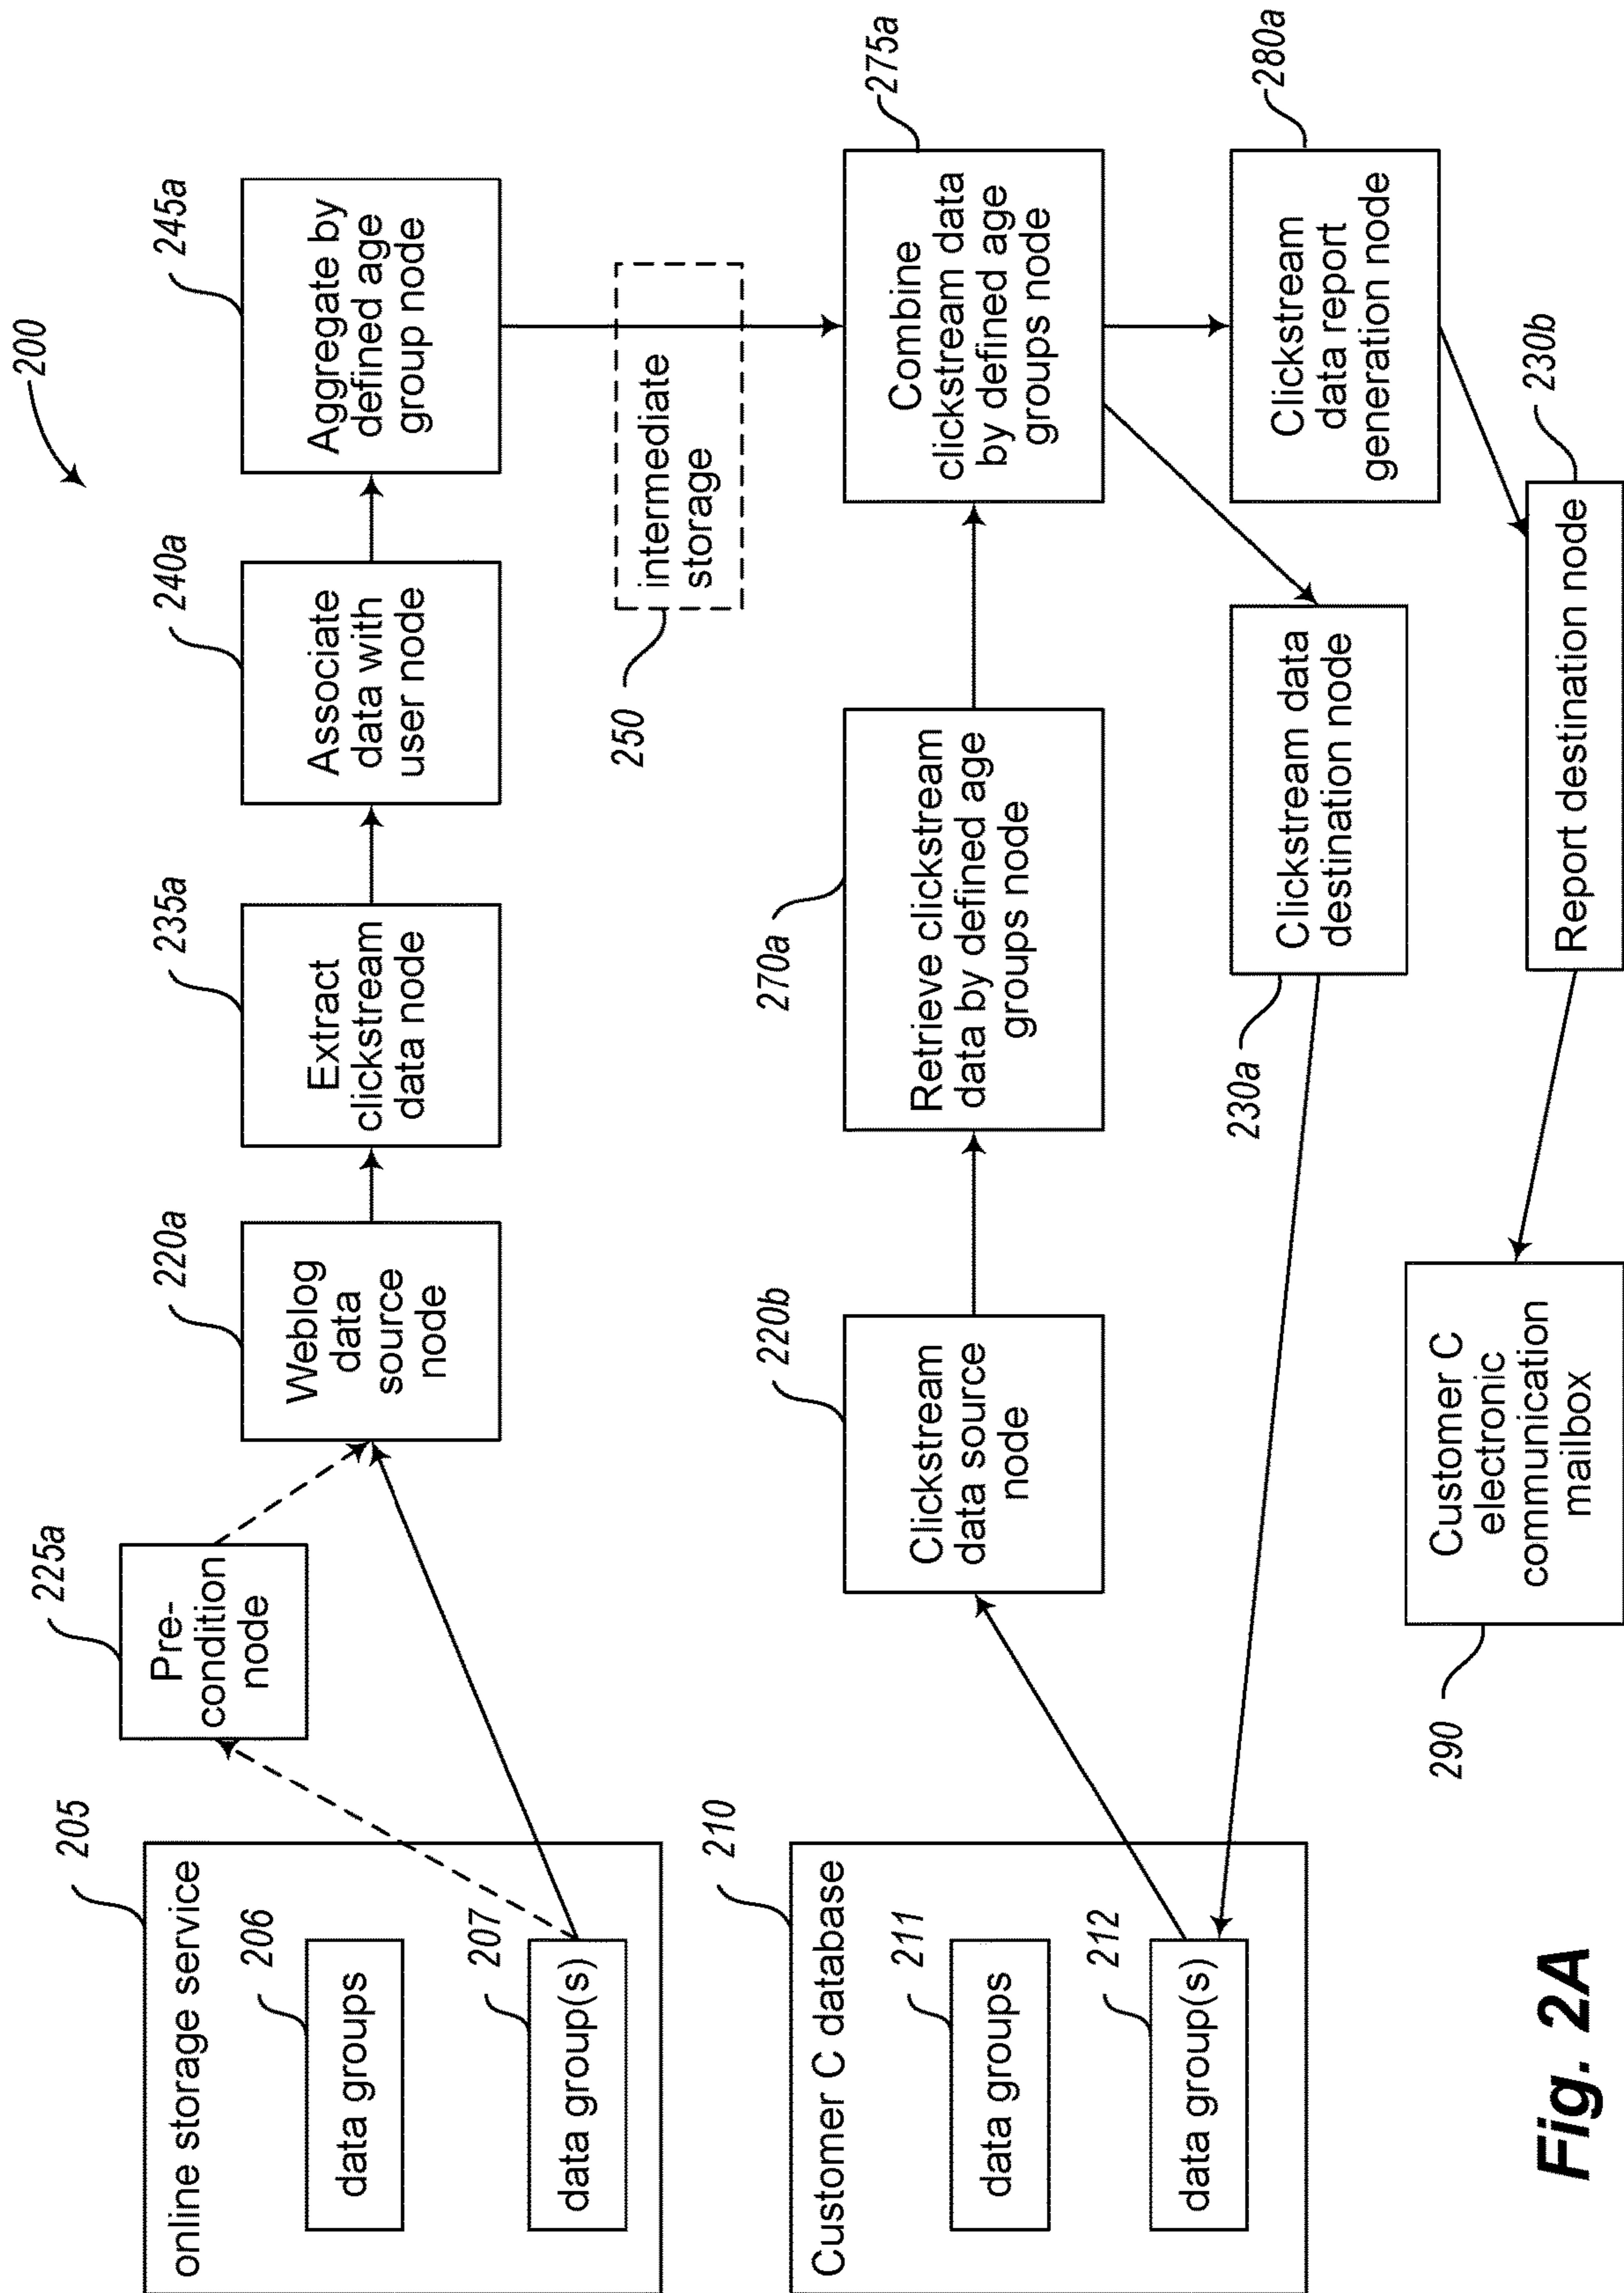 200
205
online storage service
206
data groups
207
data group(s)
225a
Pre-
condition
node
220a
Weblog
data
source
node
235a
Extract
clickstream
data node
240a
Associate
data with
user node
245a
Aggregate by
defined age
group node
250
intermediate
storage
210
Customer C database
211
data groups
212
data group(s)
220b
Clickstream
data source
node
270a
Retrieve clickstream
data by defined age
groups node
275a
Combine
clickstream data
by defined age
groups node
230a
Clickstream data
destination node
280a
Clickstream
data report
generation node
230b
Report destination node
290
Customer C
electronic
communication
mailbox
Fig. 2A